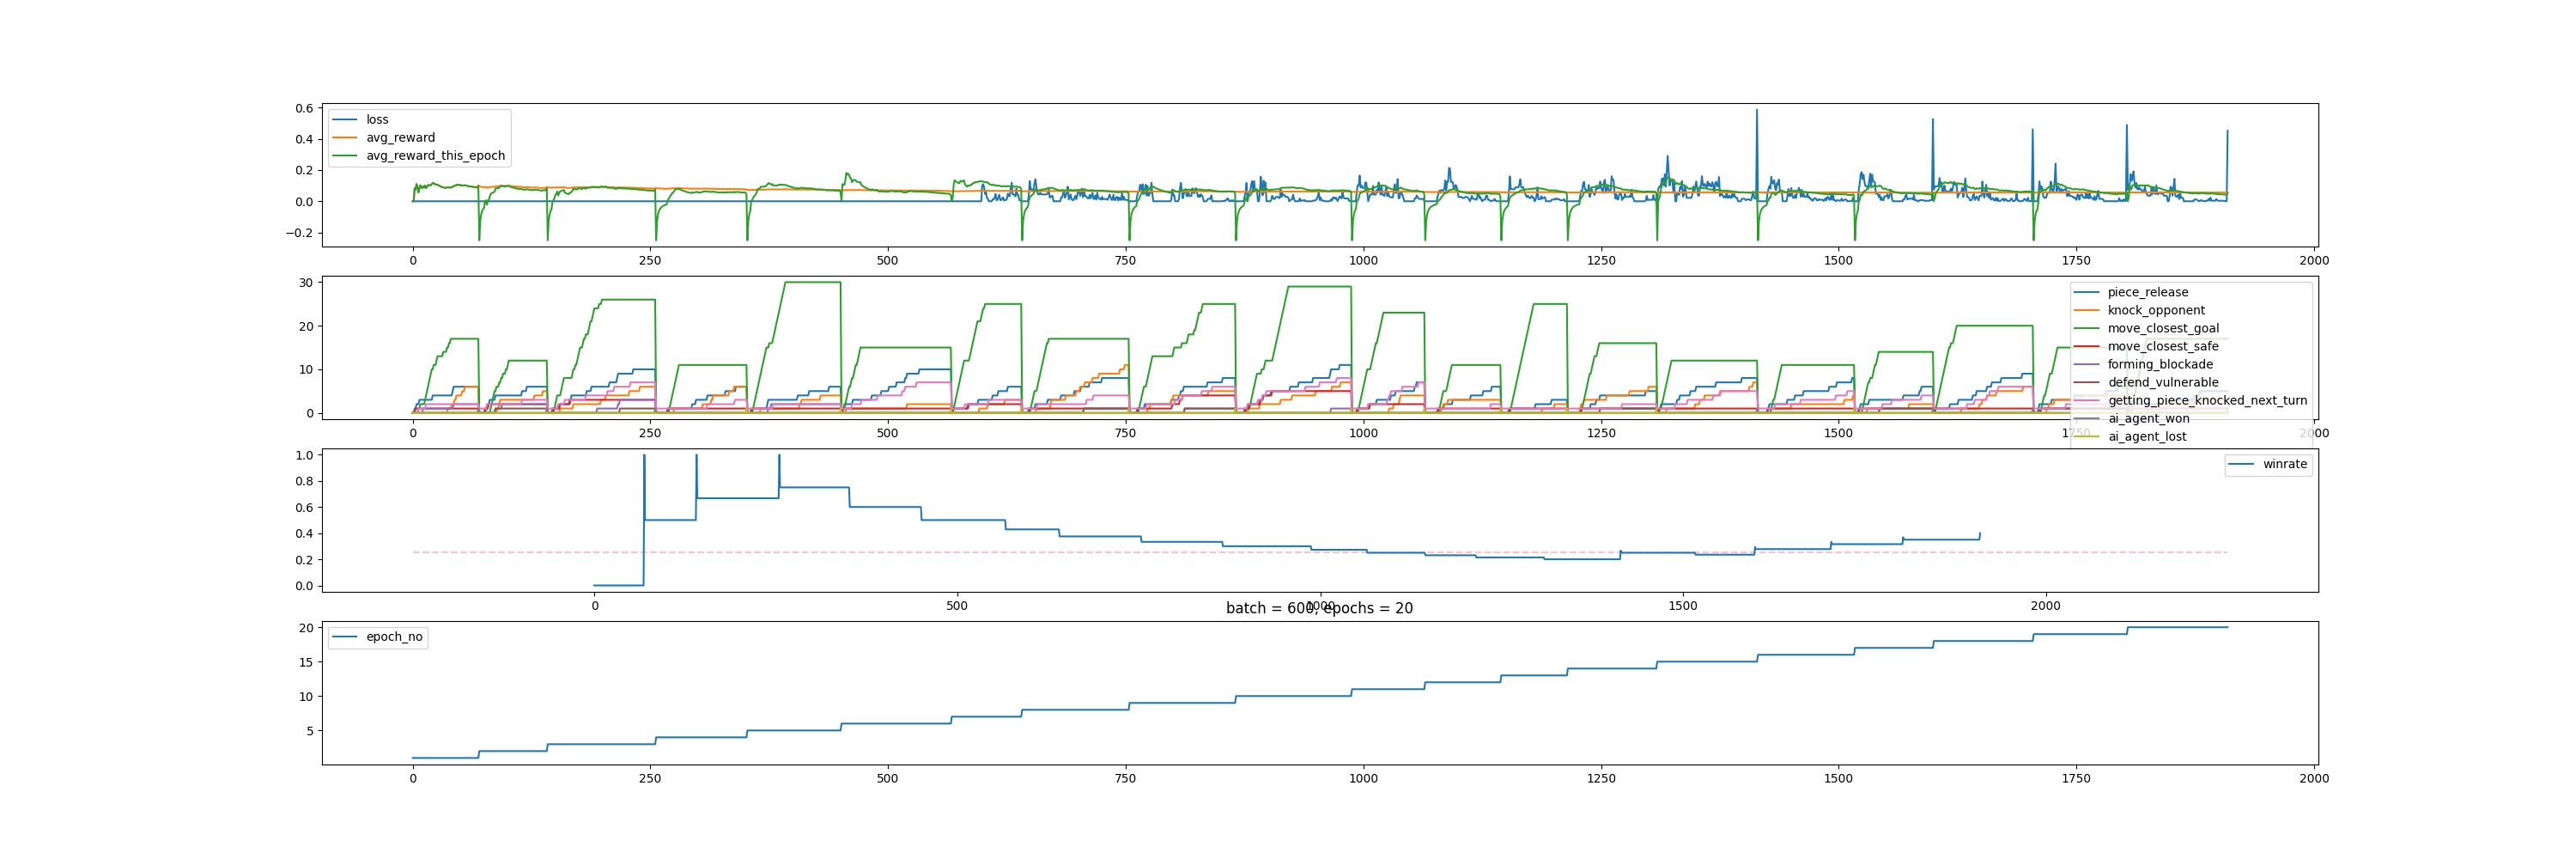 0.6
0.4
0.2
0.0
−0.2
loss
avg_reward
avg_reward_this_epoch
0 250 500 750 1000 1250 1500 1750 2000
30
20
10
0
piece_release
knock_opponent
move_closest_goal
move_closest_safe
forming_blockade
defend_vulnerable
getting_piece_knocked_next_turn
ai_agent_won
ai_agent_lost
0 250 500 750 1000 1250 1500 1750 2000
1.0
0.8
0.6
0.4
0.2
0.0
winrate
0 500 1000 1500 2000
batch = 600, epochs = 20
20
15
10
5
epoch_no
0 250 500 750 1000 1250 1500 1750 2000